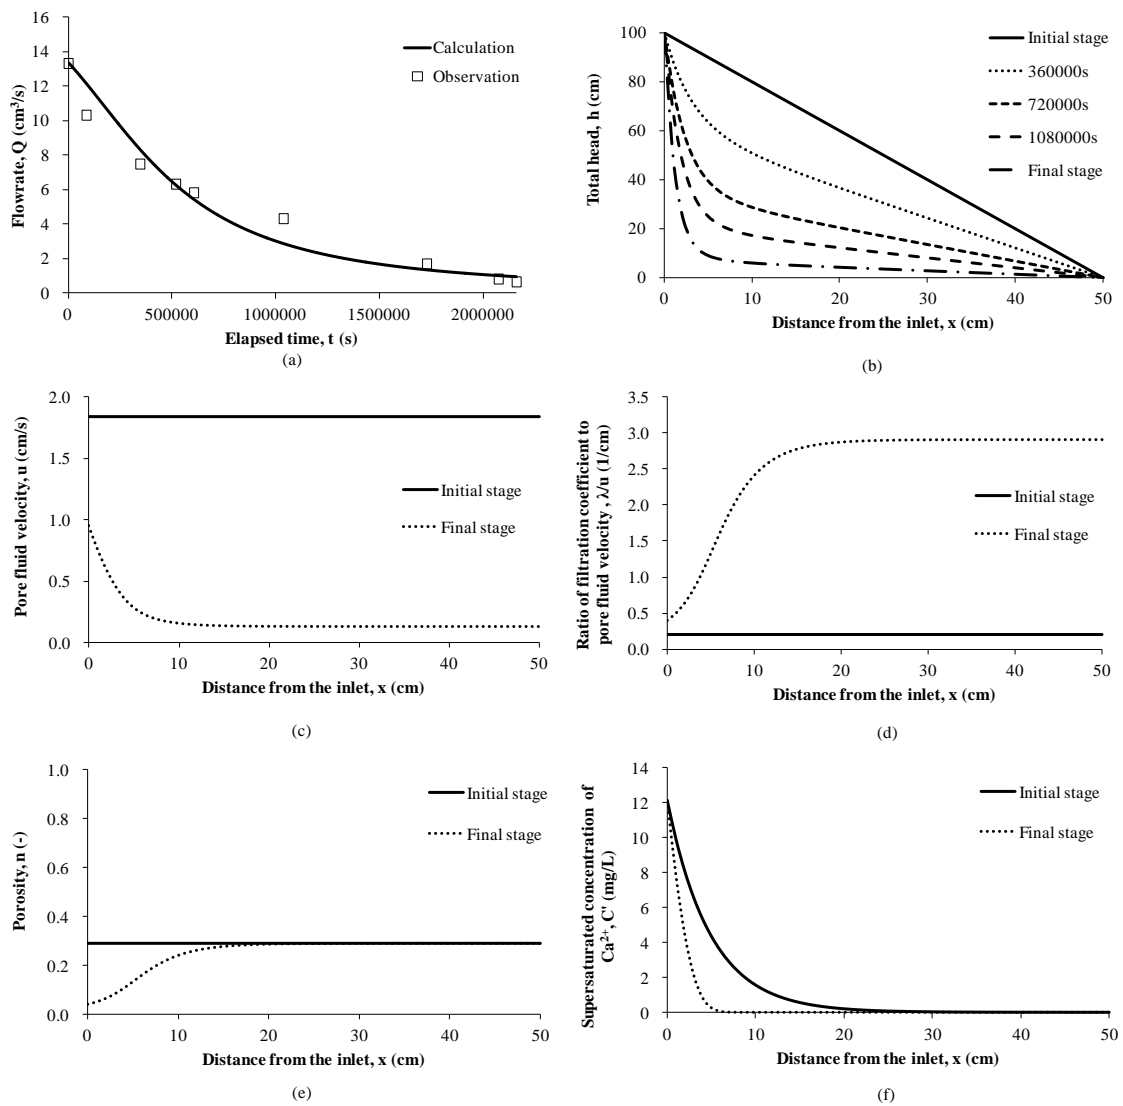 16
14
12
10
8
6
4
2
0
Flowrate, Q (cm³/s)
Calculation
Observation
0
500000
1000000
1500000
2000000
Elapsed time, t (s)
(a)
100
80
60
40
20
0
Total head, h (cm)
Initial stage
360000s
720000s
1080000s
Final stage
0
10
20
30
40
50
Distance from the inlet, x (cm)
(b)
2.0
1.5
1.0
0.5
0.0
Pore fluid velocity, u (cm/s)
Initial stage
Final stage
0
10
20
30
40
50
Distance from the inlet, x (cm)
(c)
3.5
3.0
2.5
2.0
1.5
1.0
0.5
0.0
Ratio of filtration coefficient to
pore fluid velocity , λ/u (1/cm)
Initial stage
Final stage
0
10
20
30
40
50
Distance from the inlet, x (cm)
(d)
1.0
0.8
0.6
0.4
0.2
0.0
Porosity, n (-)
Initial stage
Final stage
0
10
20
30
40
50
Distance from the inlet, x (cm)
(e)
14
12
10
8
6
4
2
0
Supersaturated concentration of
Ca²⁺, C' (mg/L)
Initial stage
Final stage
0
10
20
30
40
50
Distance from the inlet, x (cm)
(f)